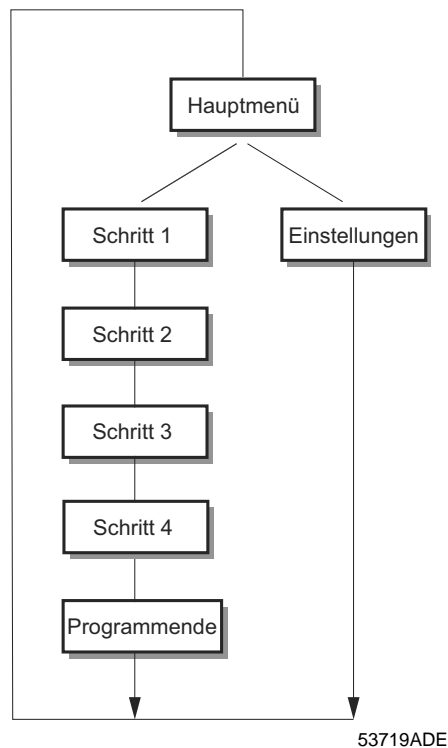 Hauptmenü
Schritt 1
Einstellungen
Schritt 2
Schritt 3
Schritt 4
Programmende
53719ADE